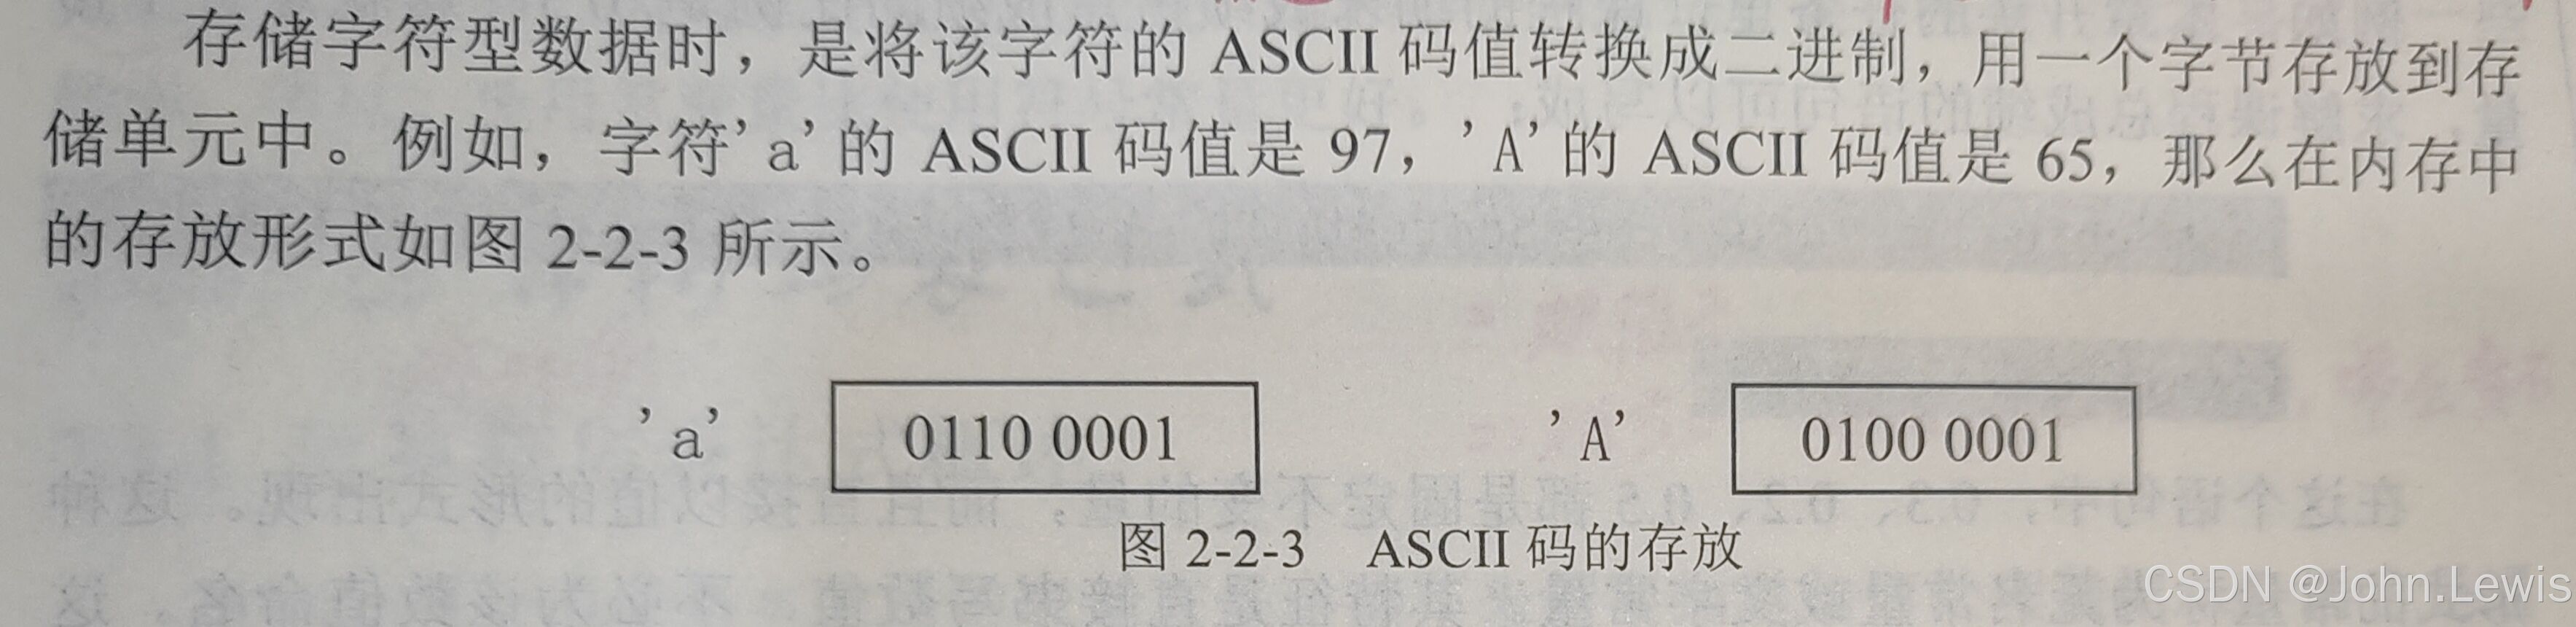 存储字符型数据时，是将该字符的 ASCII 码值转换成二进制，用一个字节存放到存
储单元中。例如，字符’a’的 ASCII 码值是 97，’A’的 ASCII 码值是 65，那么在内存中
的存放形式如图 2-2-3 所示。
’a’ 0110 0001 ’A’ 0100 0001
图 2-2-3 ASCII 码的存放
CSDN @John.Lewis